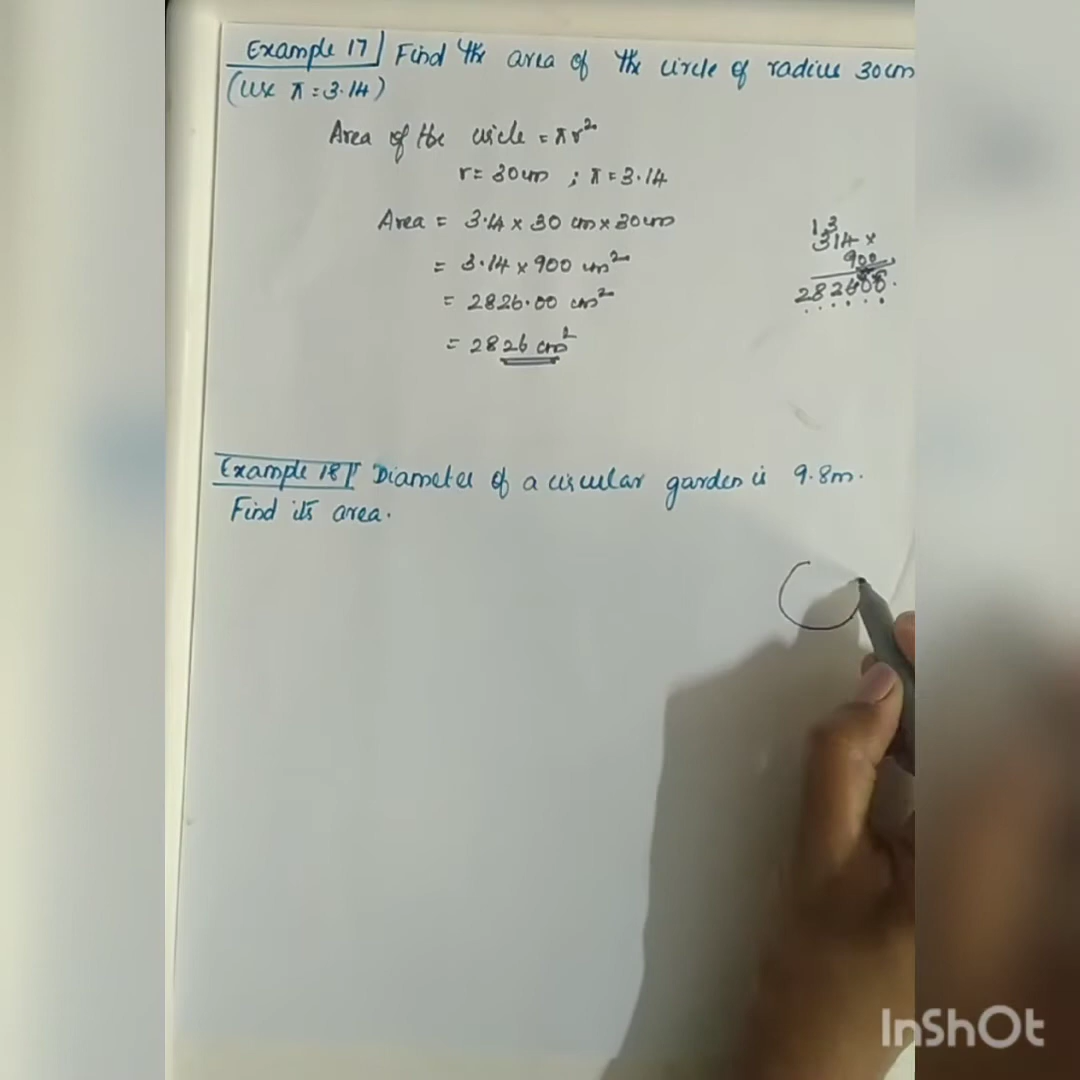 Example 17 Find the area of the circle of radius 30cm
(Use π = 3.14)
Area of the circle = πr²
r = 30cm ; π = 3.14
Area = 3.14 × 30 cm × 30cm
= 3.14 × 900 cm²
= 2826.00 cm²
= 2826 cm²
13
314 ×
900
282600
Example 18 Diameter of a circular garden is 9.8m.
Find its area.
InShOt